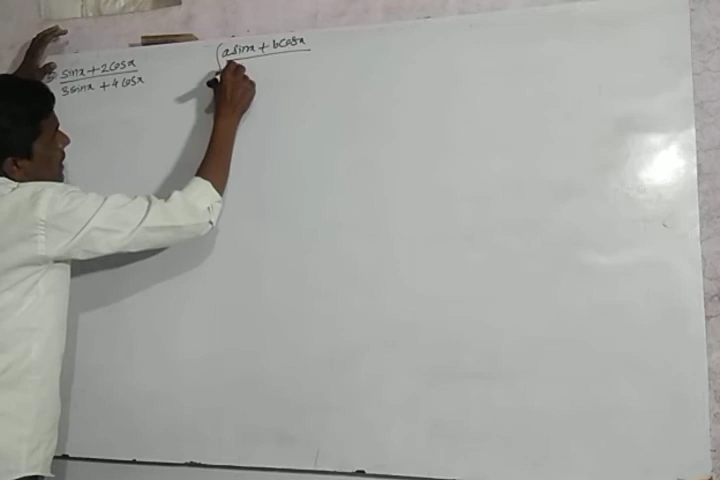 sinx + 2cosx
3sinx + 4cosx
asinx + bcosx